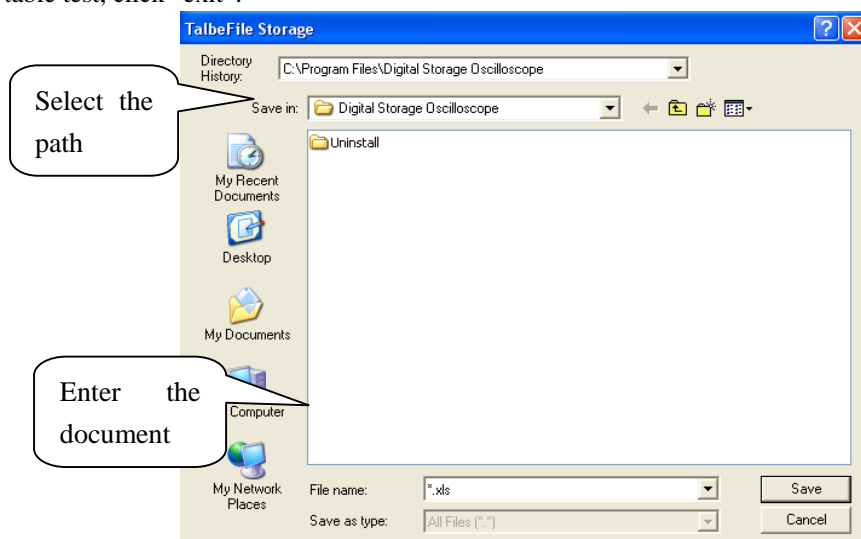 table test, click "exit".
TalbeFile Storage
Directory
History:
C:\Program Files\Digital Storage Oscilloscope
Select the
path
Save in:
Digital Storage Oscilloscope
Uninstall
My Recent
Documents
Desktop
My Documents
Enter the
document
Computer
My Network
Places
File name:
*.xls
Save
Save as type:
All Files (*.*)
Cancel